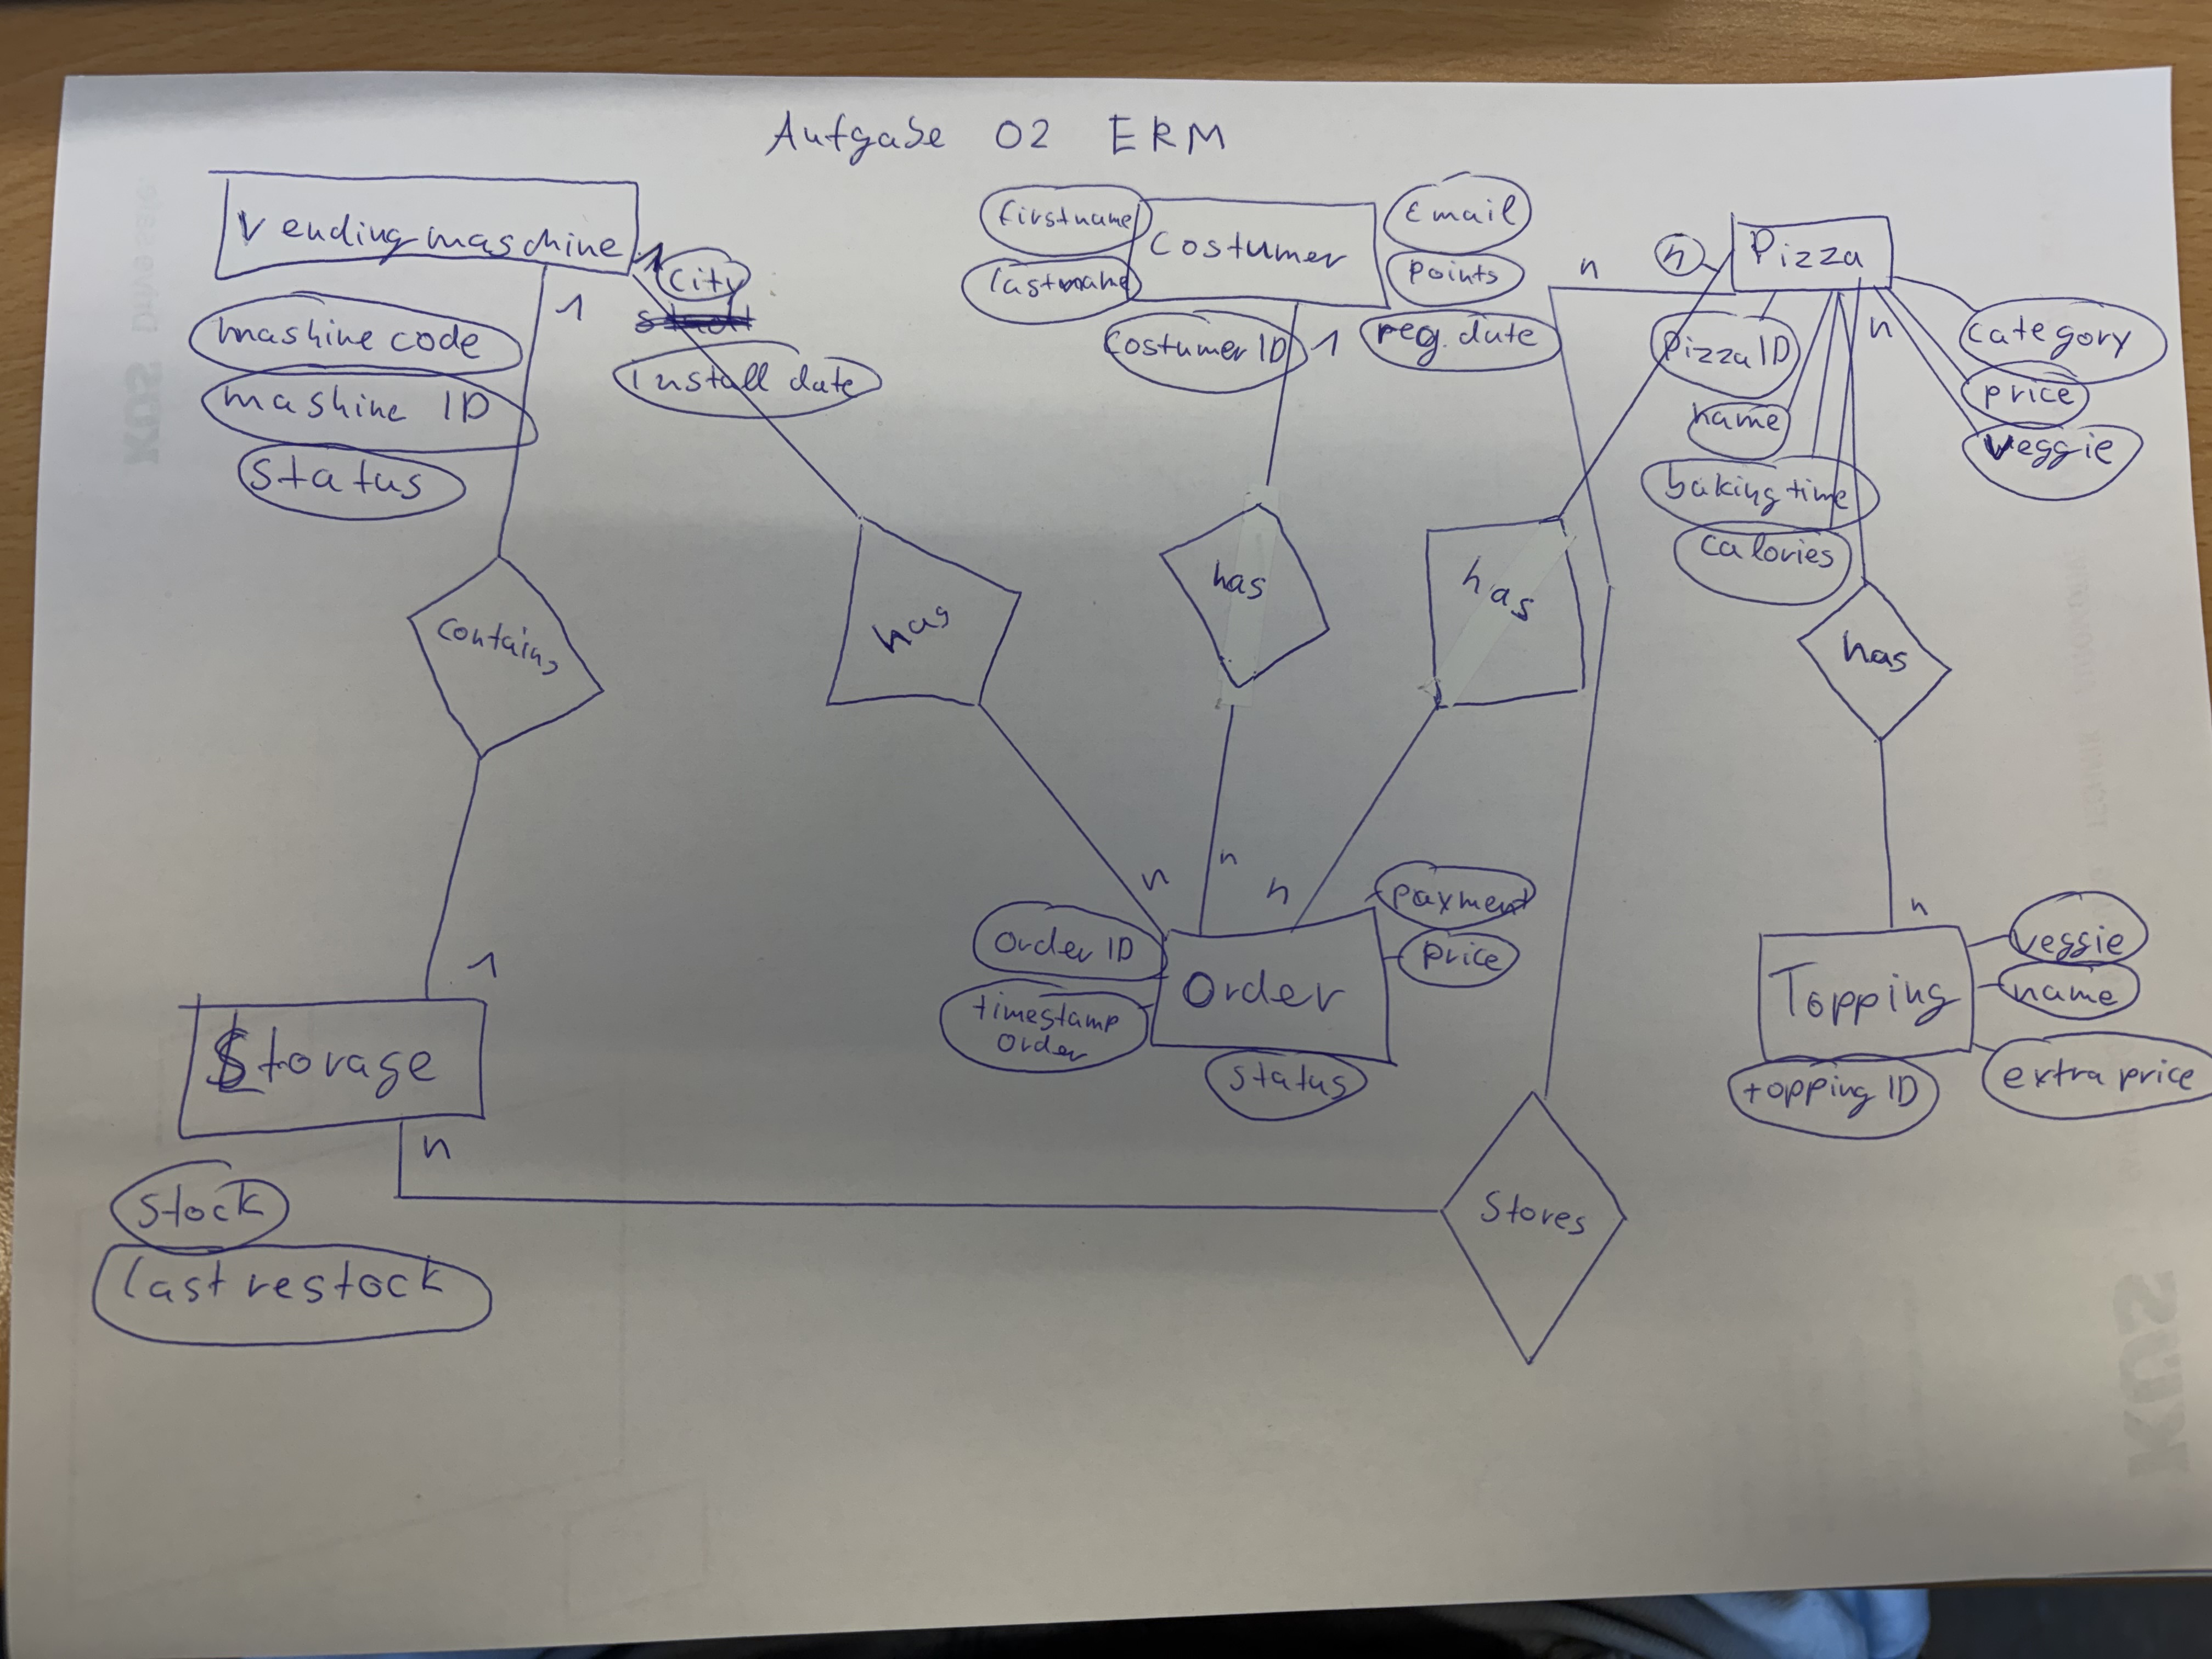 Aufgabe 02 ERM
Vending maschine
1
1
City
mashine code
install date
mashine ID
status
firstname
Costumer
Email
lastname
points
Costumer ID
1
reg. date
n
n
Pizza
n
Pizza ID
category
name
price
veggie
baking time
calories
contains
has
has
has
has
1
n
n
n
n
Storage
n
stock
last restock
payment
Order ID
price
Order
timestamp
Order
status
Stores
veggie
Topping
name
topping ID
extra price
KUS
KUS